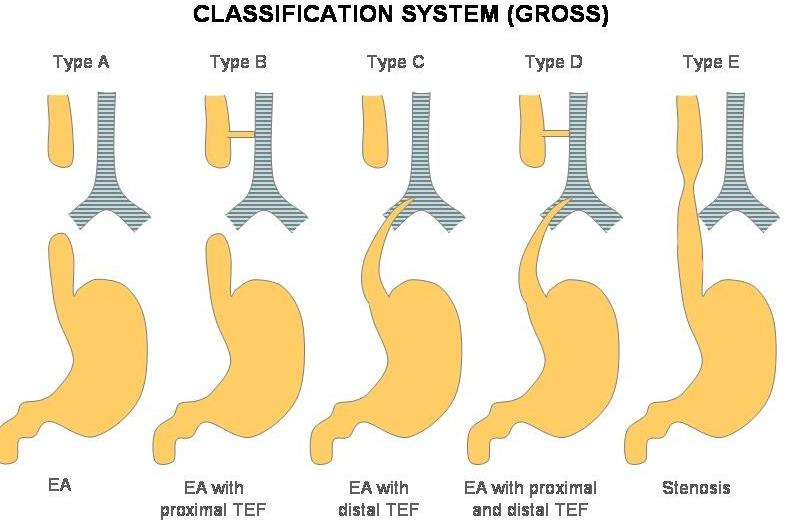 CLASSIFICATION SYSTEM (GROSS)
Type A
Type B
Type C
Type D
Type E
EA
EA with
proximal TEF
EA with
distal TEF
EA with proximal
and distal TEF
Stenosis